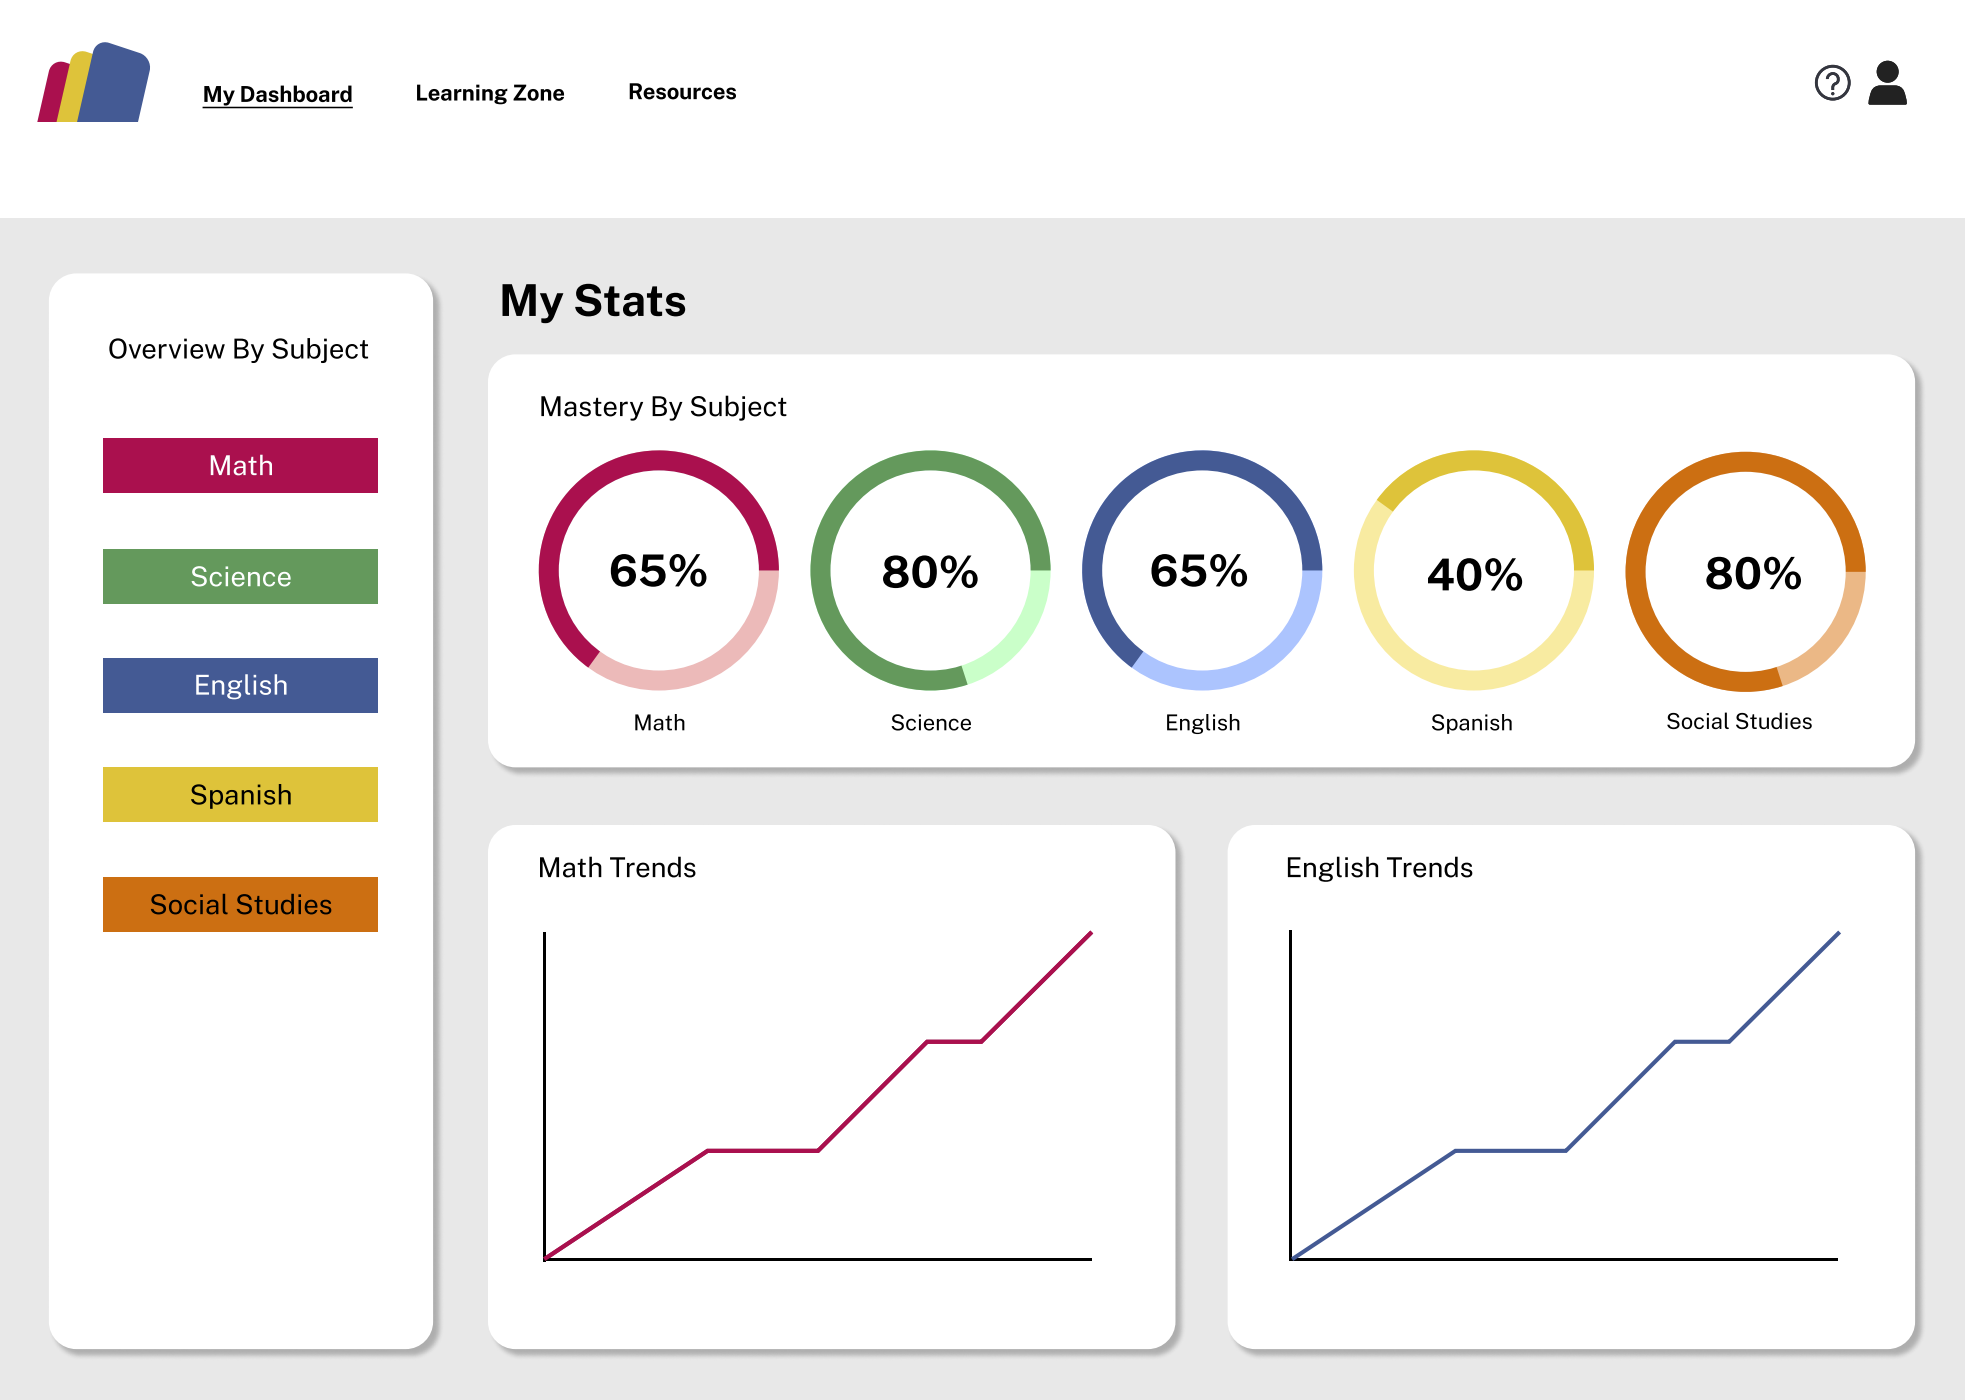 My Dashboard
Learning Zone
Resources
Overview By Subject
Math
Science
English
Spanish
Social Studies
My Stats
Mastery By Subject
65%
80%
65%
40%
80%
Math
Science
English
Spanish
Social Studies
Math Trends
English Trends